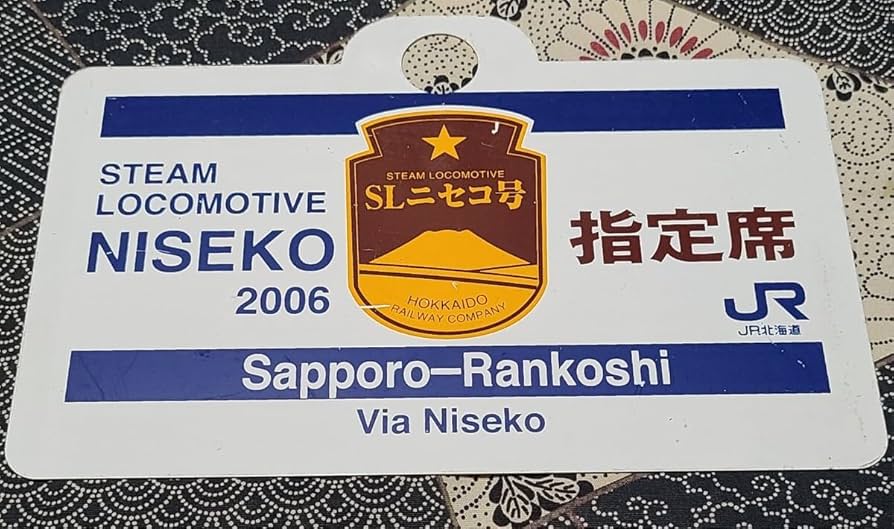 STEAM
LOCOMOTIVE
NISEKO
2006
STEAM LOCOMOTIVE
SLニセコ号
HOKKAIDO
RAILWAY COMPANY
指定席
JR
JR北海道
Sapporo—Rankoshi
Via Niseko